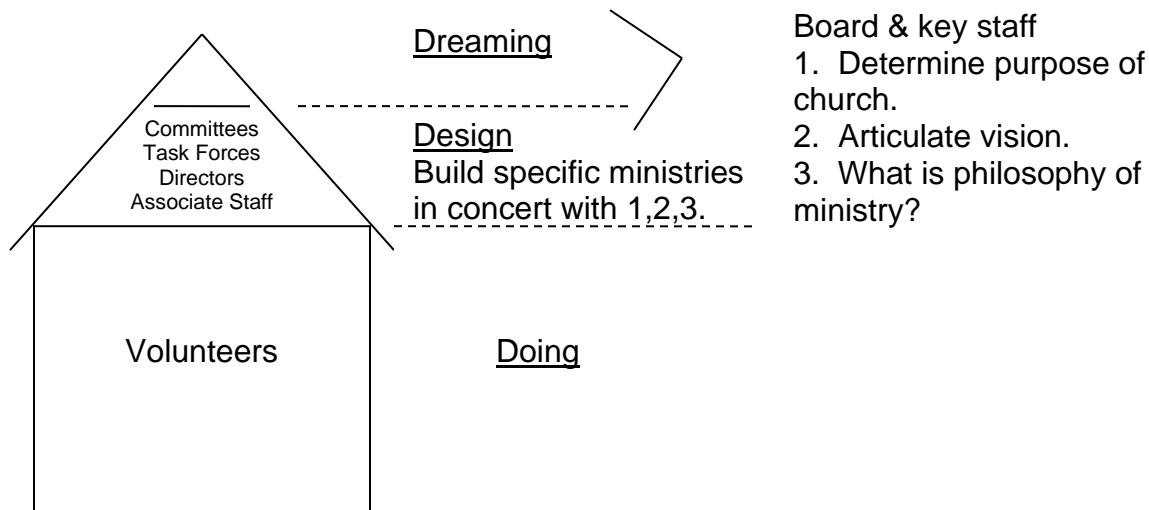 Dreaming
Board & key staff
1. Determine purpose of
church.
2. Articulate vision.
3. What is philosophy of
ministry?
Committees
Task Forces
Directors
Associate Staff
Design
Build specific ministries
in concert with 1,2,3.
Volunteers
Doing